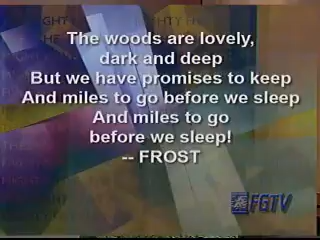 The woods are lovely,
dark and deep
But we have promises to keep
And miles to go before we sleep
And miles to go
before we sleep!
-- FROST
FGTV